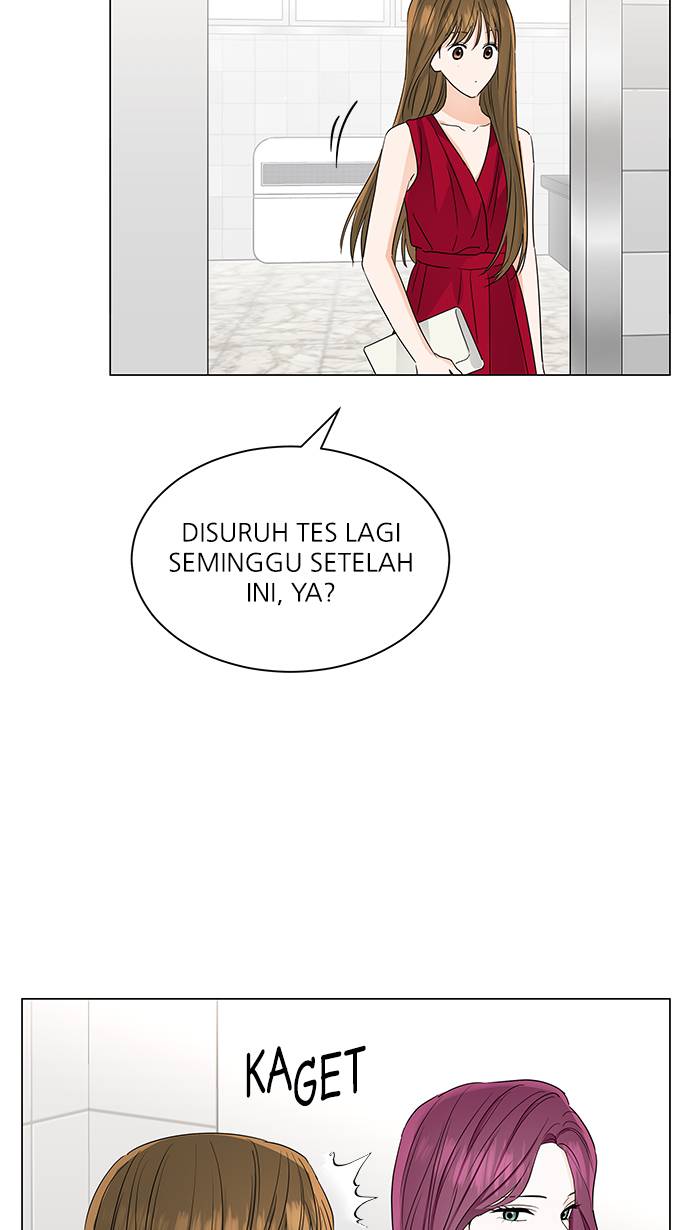 DISURUH TES LAGI
SEMINGGU SETELAH
INI, YA?
KAGET